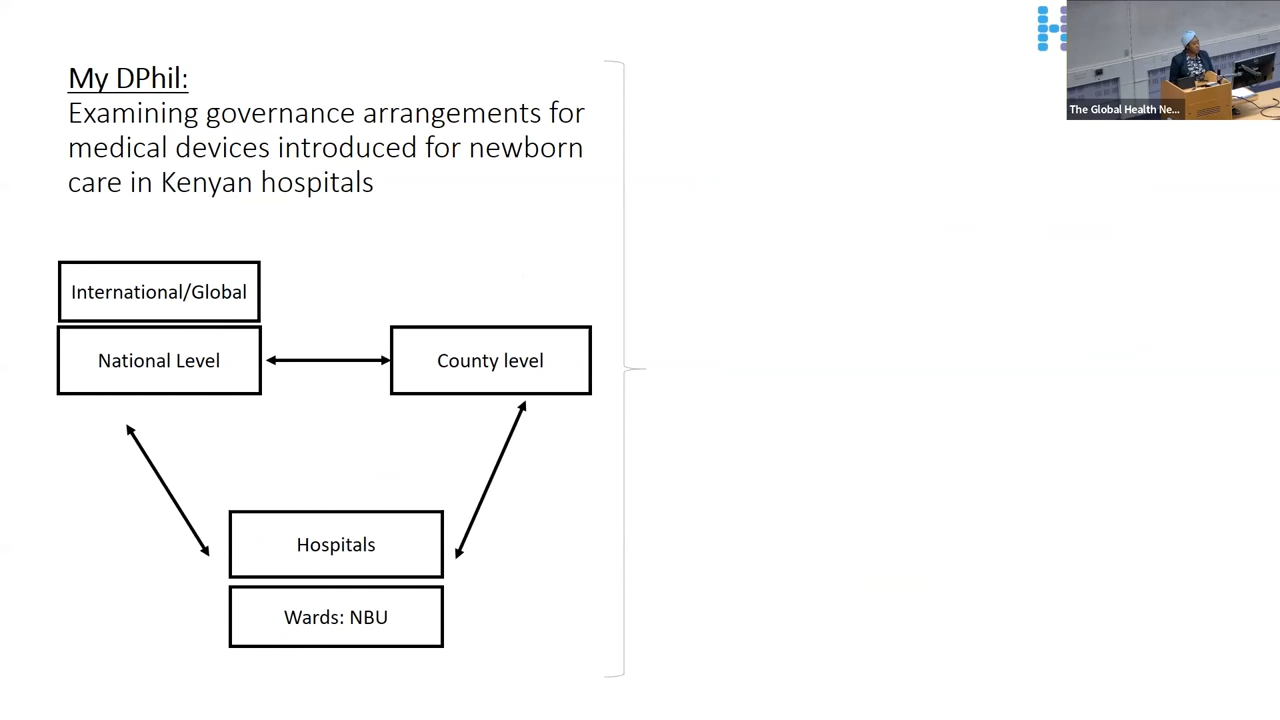 My DPhil:
Examining governance arrangements for
medical devices introduced for newborn
care in Kenyan hospitals
International/Global
National Level
County level
Hospitals
Wards: NBU
H
The Global Health Ne...